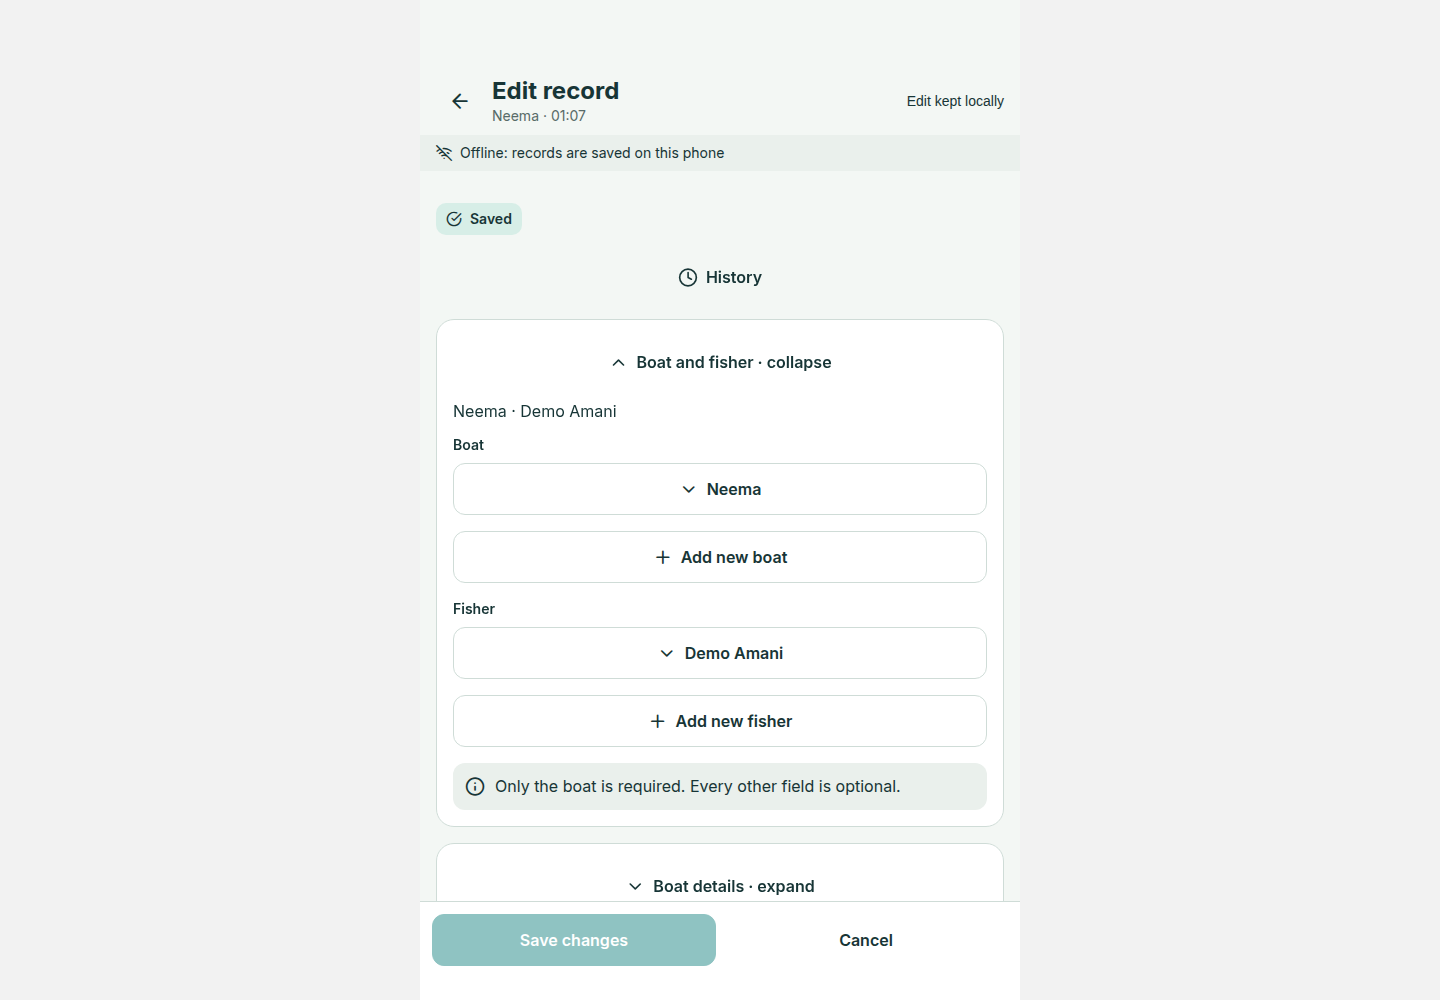 Edit record
Neema · 01:07
Edit kept locally
Offline: records are saved on this phone
Saved
History
Boat and fisher · collapse
Neema · Demo Amani
Boat
Neema
Add new boat
Fisher
Demo Amani
Add new fisher
Only the boat is required. Every other field is optional.
Boat details · expand
Save changes
Cancel